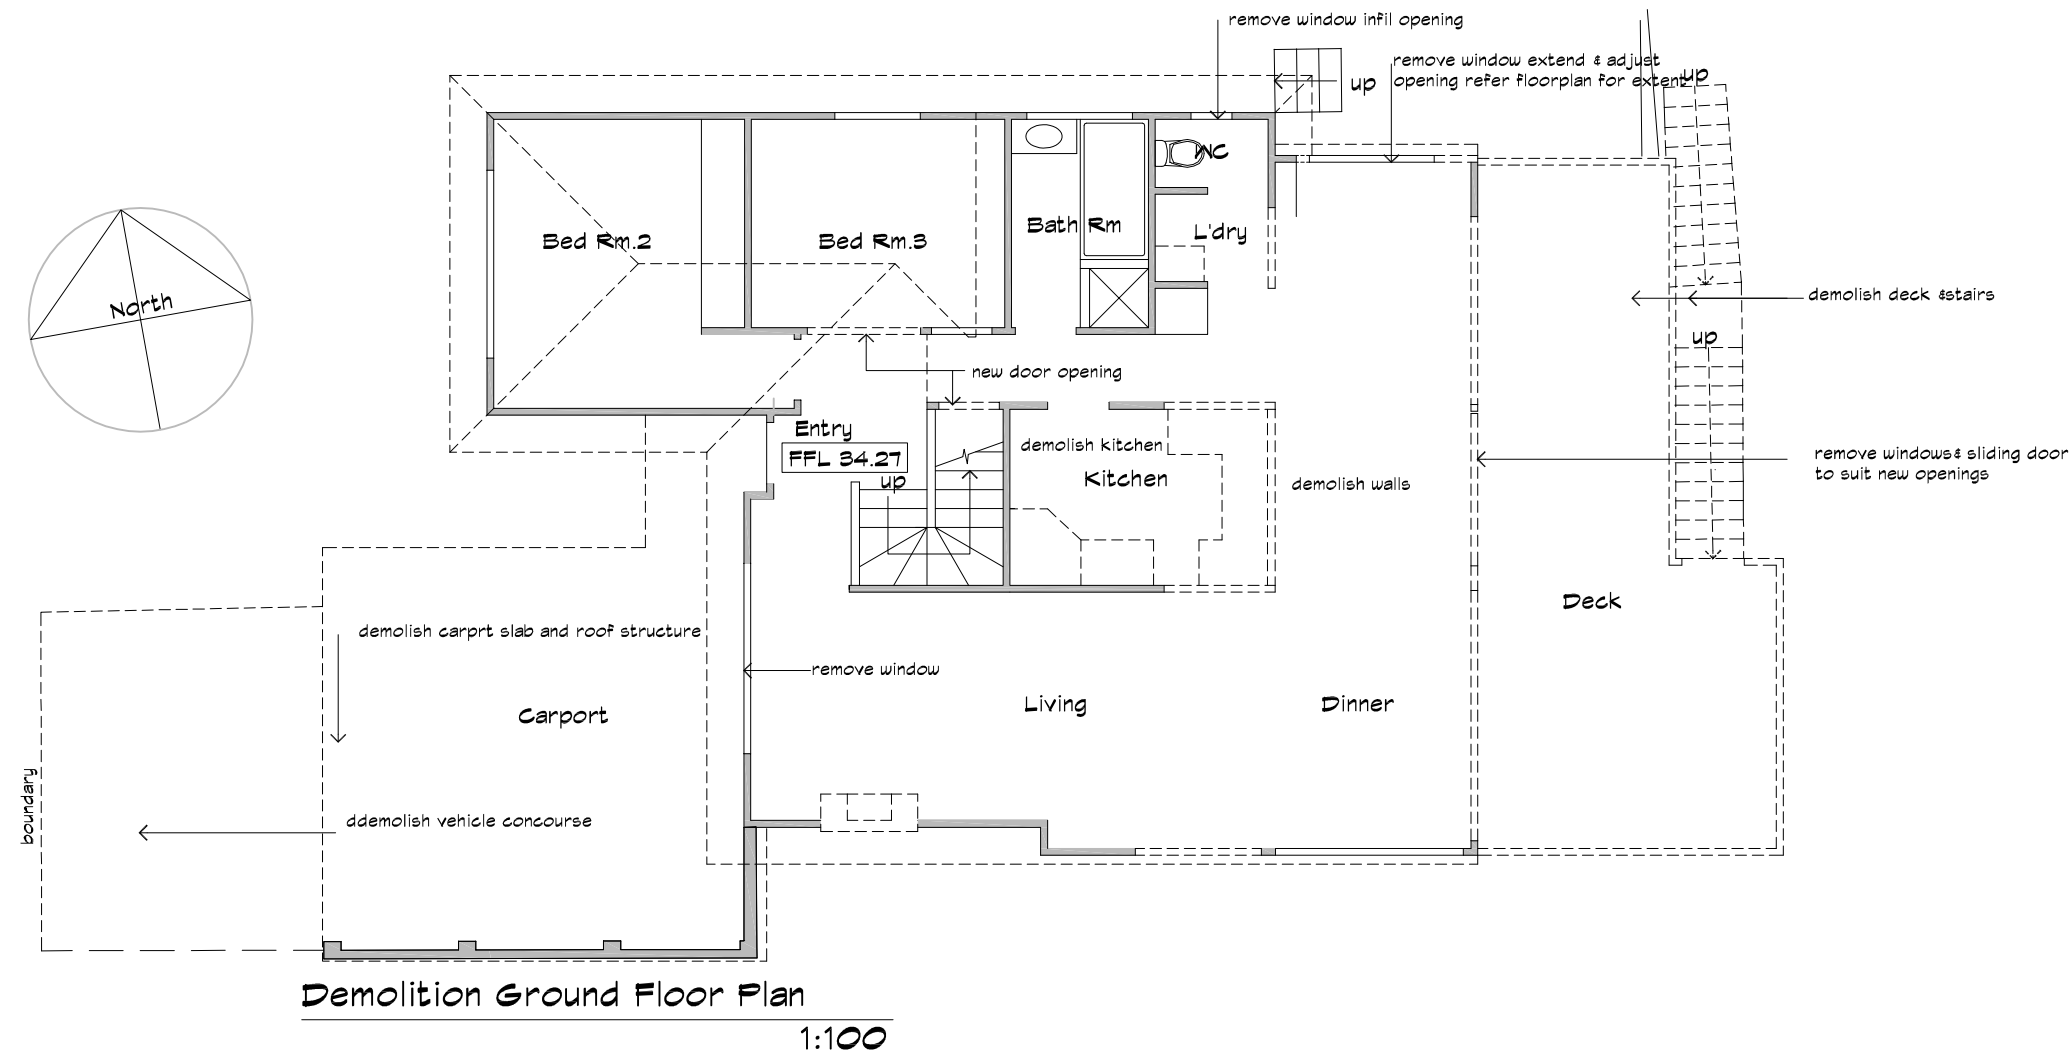 remove window infil opening
remove window extend & adjust
opening refer floorplan for extent
up
up
WC
Bath Rm
L'dry
Bed Rm.2
Bed Rm.3
North
demolish deck &stairs
up
new door opening
Entry
FFL 34.27
up
demolish kitchen
Kitchen
demolish walls
remove windows& sliding door
to suit new openings
Deck
demolish carprt slab and roof structure
remove window
Living
Dinner
Carport
boundary
ddemolish vehicle concourse
Demolition Ground Floor Plan
1:100